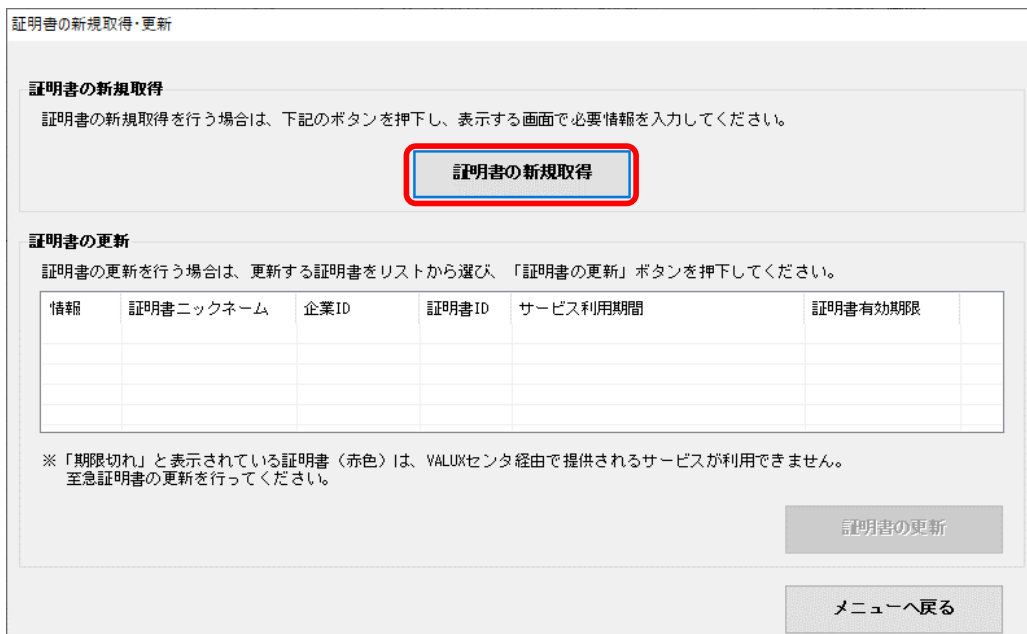 証明書の新規取得・更新
証明書の新規取得
証明書の新規取得を行う場合は、下記のボタンを押下し、表示する画面で必要情報を入力してください。
証明書の新規取得
証明書の更新
証明書の更新を行う場合は、更新する証明書をリストから選び、「証明書の更新」ボタンを押下してください。
情報 証明書ニックネーム 企業ID 証明書ID サービス利用期間 証明書有効期限
※「期限切れ」と表示されている証明書（赤色）は、VALUXセンタ経由で提供されるサービスが利用できません。
至急証明書の更新を行ってください。
証明書の更新
メニューへ戻る